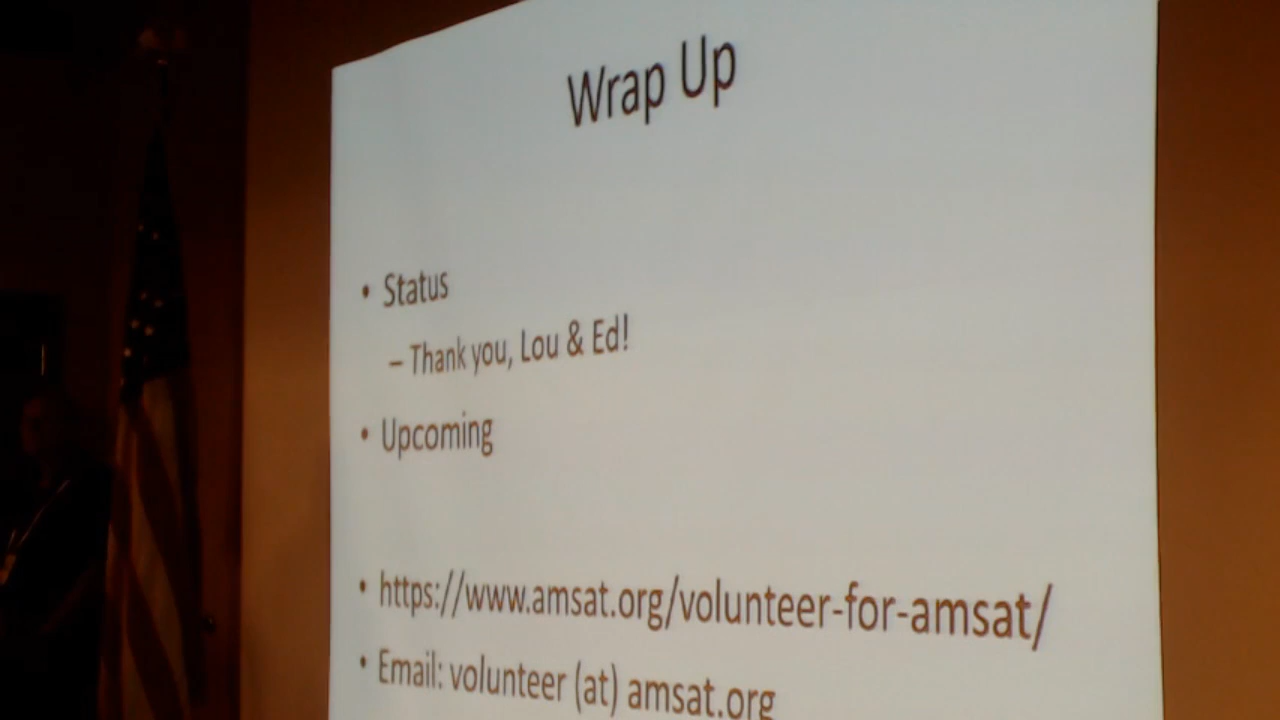 Wrap Up
• Status
– Thank you, Lou & Ed!
• Upcoming
• https://www.amsat.org/volunteer-for-amsat/
• Email: volunteer (at) amsat.org